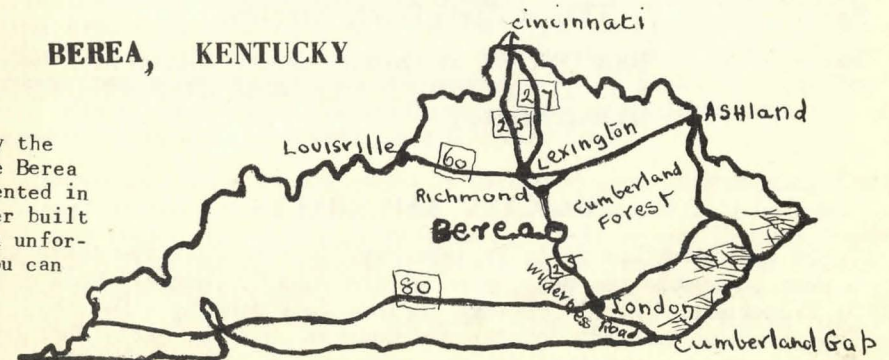 BEREA, KENTUCKY
y the
e Berea
ented in
er built
unfor-
ou can
cincinnati
27
25
ASHland
Louisville
60
Lexington
Richmond
Cumberland
Forest
Berea
25
Wilderness Road
80
London
Cumberland Gap